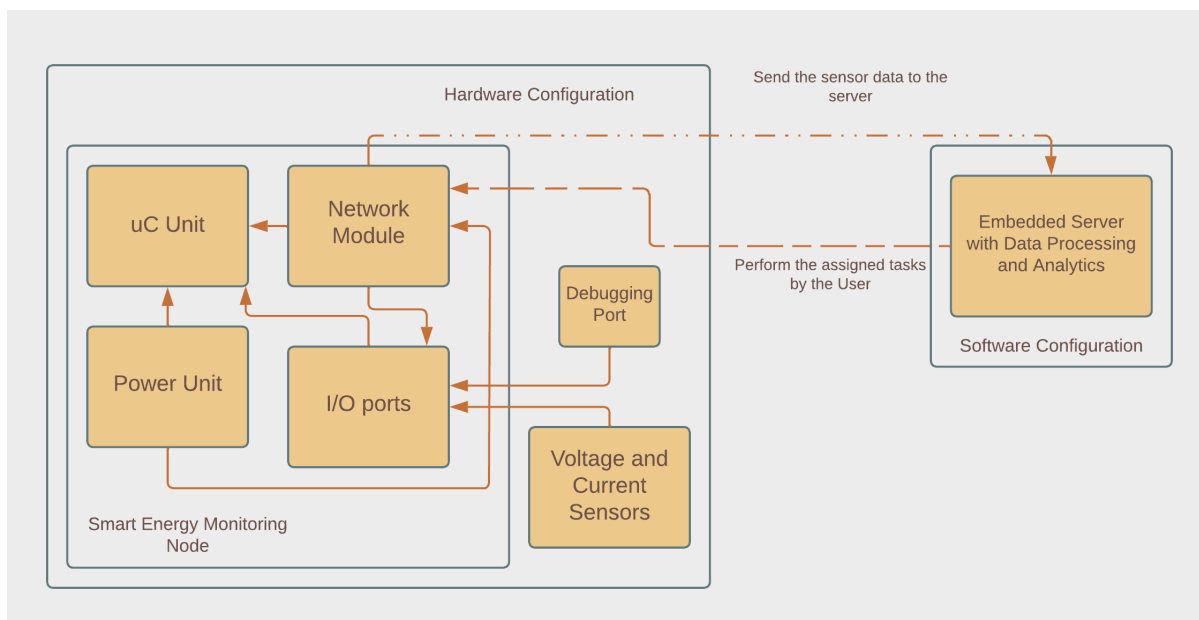 Send the sensor data to the
server
Hardware Configuration
uC Unit
Network
Module
Embedded Server
with Data Processing
and Analytics
Perform the assigned tasks
by the User
Debugging
Port
Software Configuration
Power Unit
I/O ports
Voltage and
Current
Sensors
Smart Energy Monitoring
Node